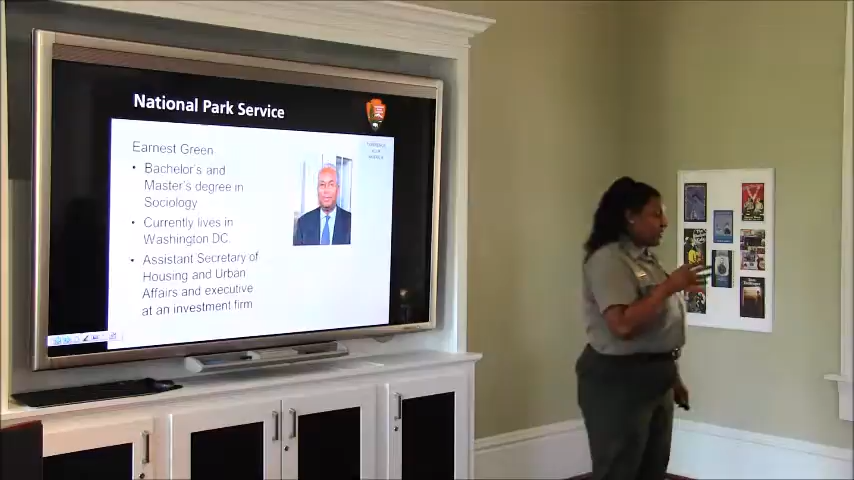 National Park Service
Earnest Green
• Bachelor's and
Master's degree in
Sociology
• Currently lives in
Washington DC
• Assistant Secretary of
Housing and Urban
Affairs and executive
at an investment firm